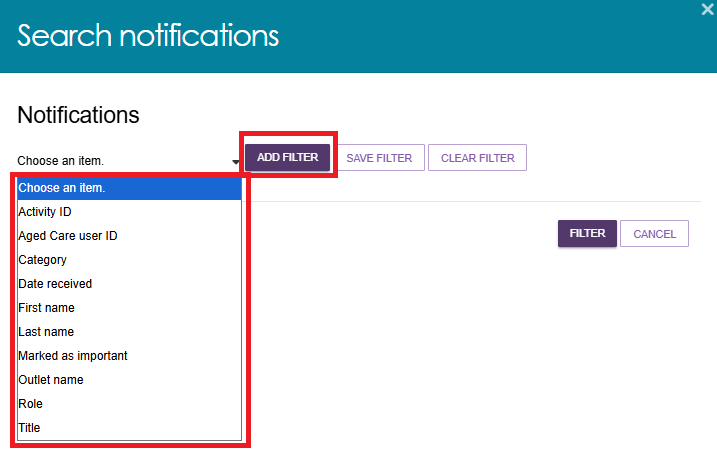 Search notifications
Notifications
Choose an item.
ADD FILTER
SAVE FILTER
CLEAR FILTER
Choose an item.
Activity ID
Aged Care user ID
Category
Date received
First name
Last name
Marked as important
Outlet name
Role
Title
FILTER
CANCEL